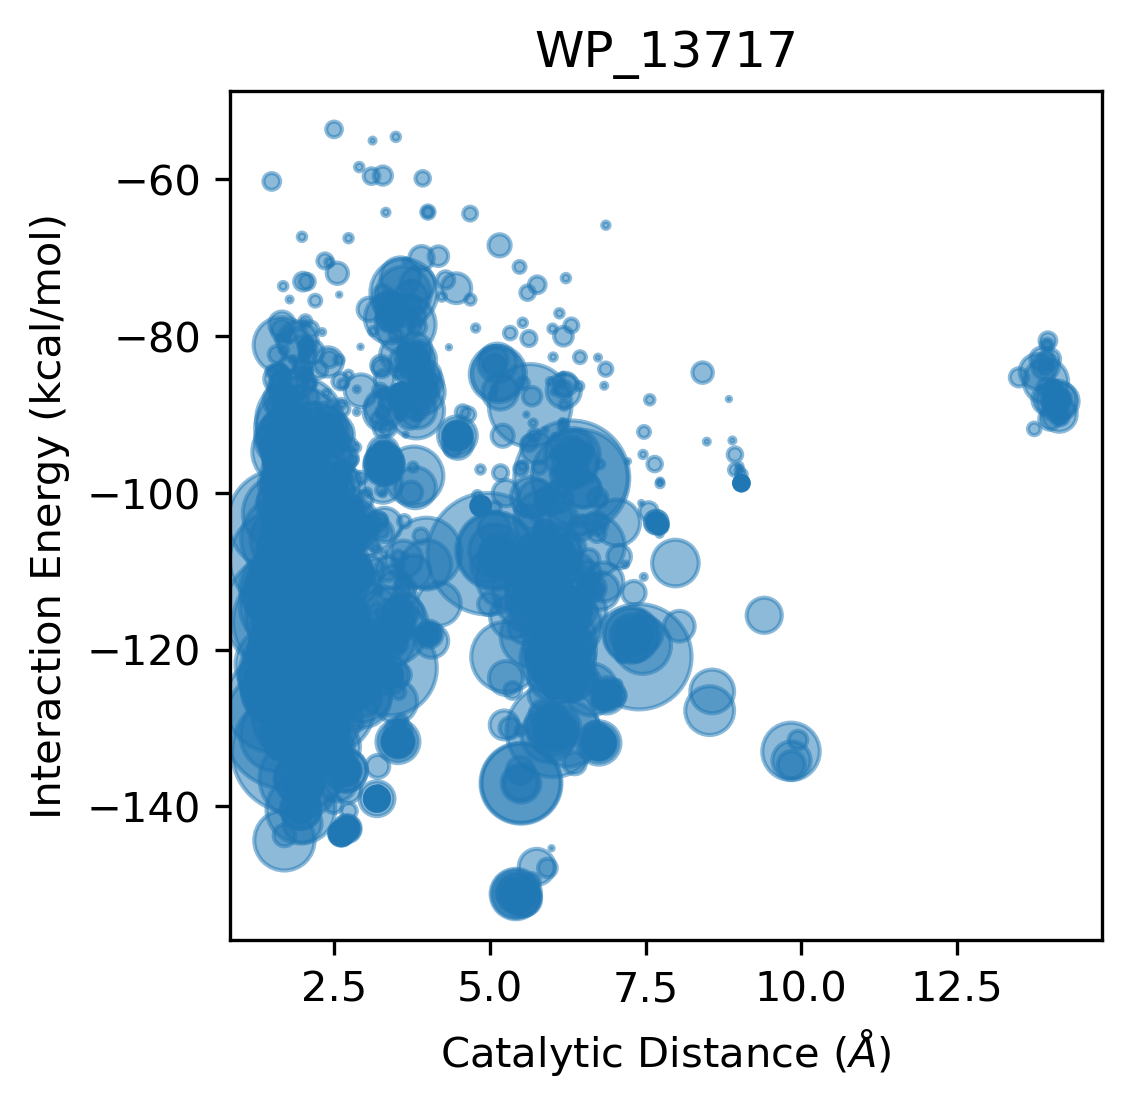 WP_13717
Interaction Energy (kcal/mol)
−60
−80
−100
−120
−140
2.5 5.0 7.5 10.0 12.5
Catalytic Distance (Å)